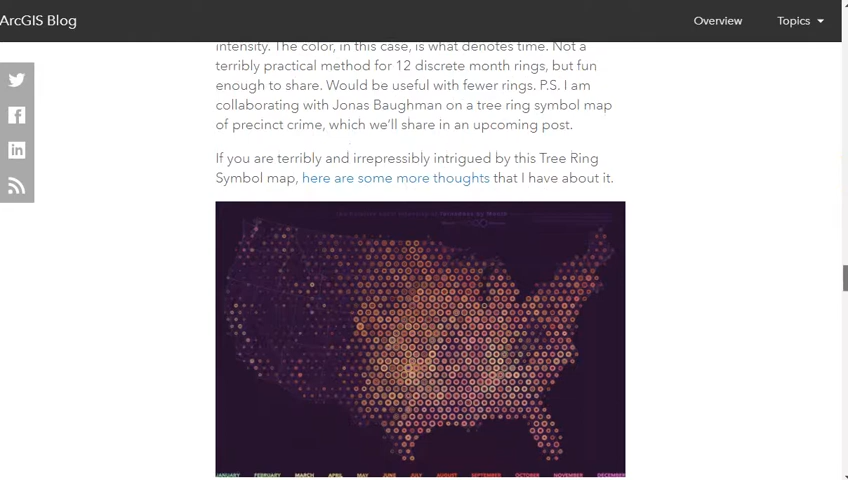 ArcGIS Blog
Overview
Topics
intensity. The color, in this case, is what denotes time. Not a
terribly practical method for 12 discrete month rings, but fun
enough to share. Would be useful with fewer rings. P.S. I am
collaborating with Jonas Baughman on a tree ring symbol map
of precinct crime, which we'll share in an upcoming post.
If you are terribly and irrepressibly intrigued by this Tree Ring
Symbol map, here are some more thoughts that I have about it.
JANUARY FEBRUARY MARCH APRIL MAY JUNE JULY AUGUST SEPTEMBER OCTOBER NOVEMBER DECEMBER